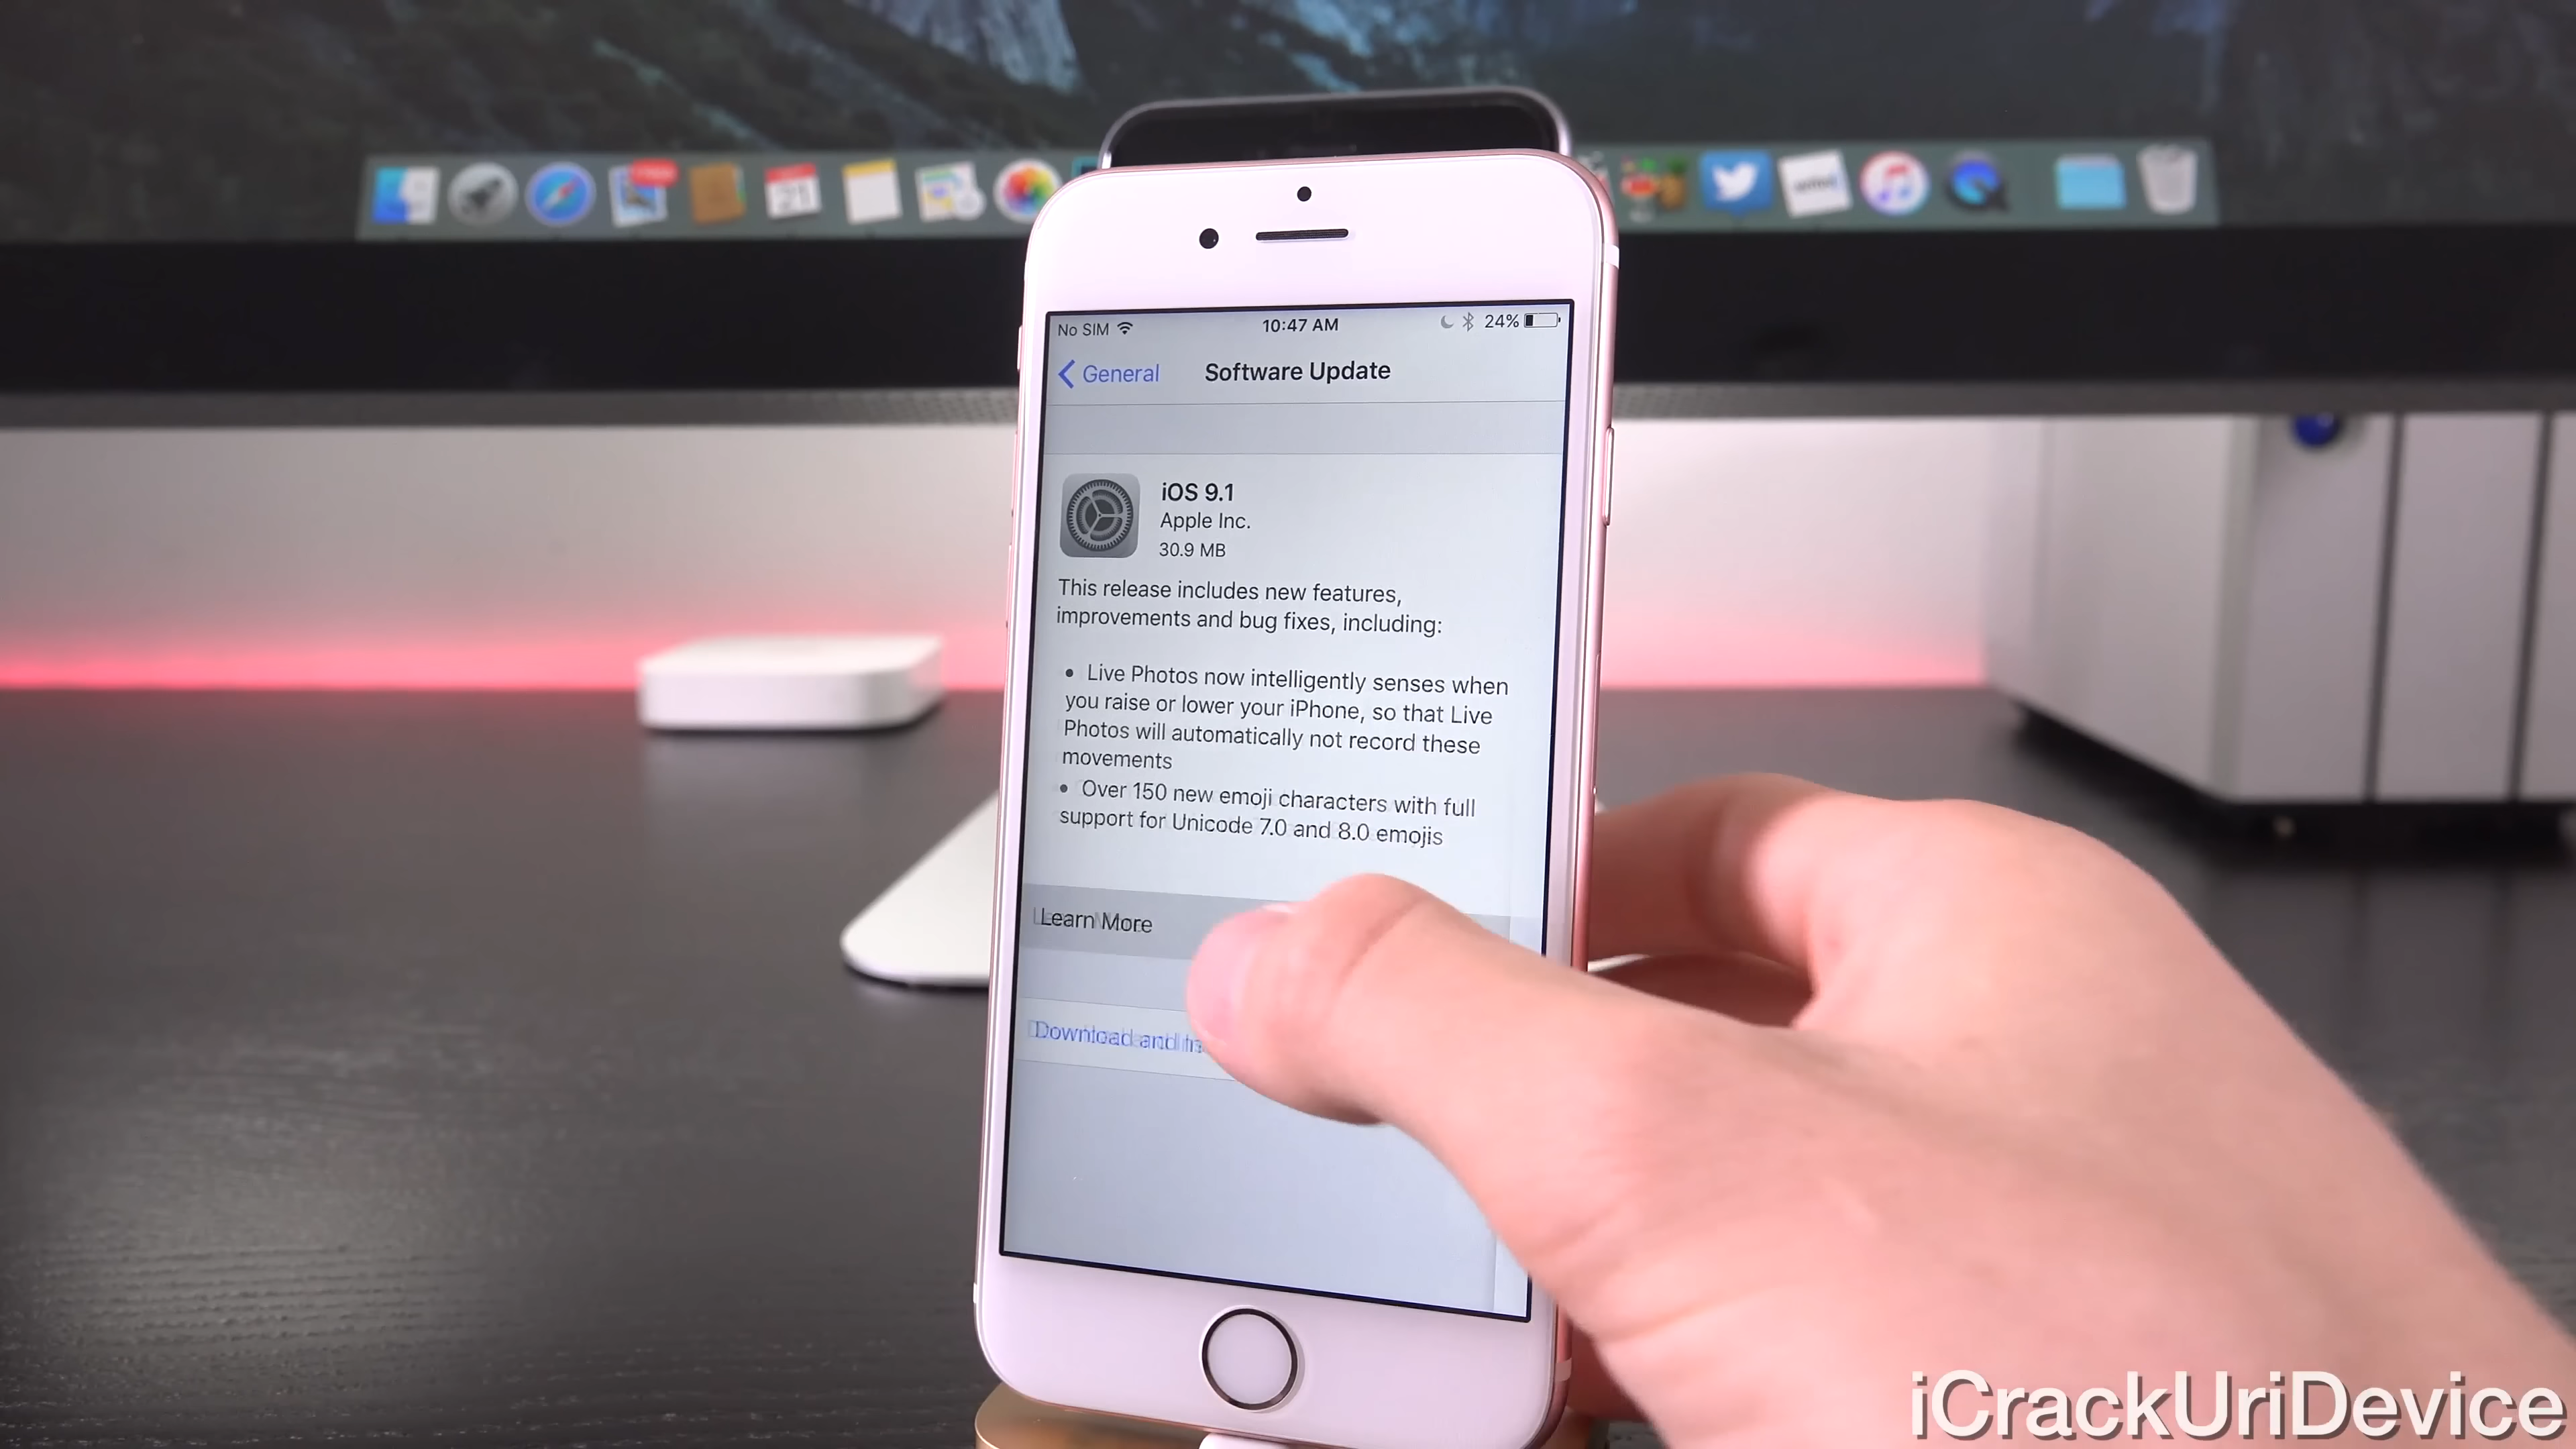 No SIM
10:47 AM
24%
General
Software Update
iOS 9.1
Apple Inc.
30.9 MB
This release includes new features,
improvements and bug fixes, including:
• Live Photos now intelligently senses when
you raise or lower your iPhone, so that Live
Photos will automatically not record these
movements
• Over 150 new emoji characters with full
support for Unicode 7.0 and 8.0 emojis
Learn More
Download and
21
iCrackUriDevice